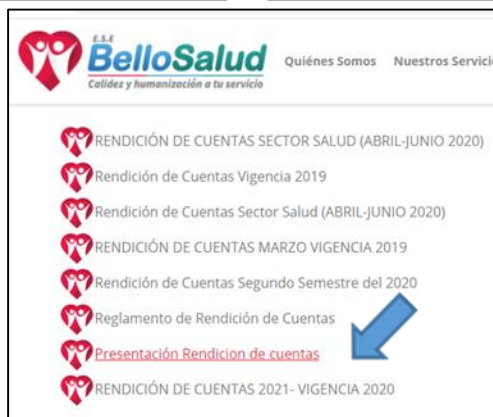 E.S.E
BelloSalud
Calidez y humanización a tu servicio
Quiénes Somos Nuestros Servici
RENDICIÓN DE CUENTAS SECTOR SALUD (ABRIL-JUNIO 2020)
Rendición de Cuentas Vigencia 2019
Rendición de Cuentas Sector Salud (ABRIL-JUNIO 2020)
RENDICIÓN DE CUENTAS MARZO VIGENCIA 2019
Rendición de Cuentas Segundo Semestre del 2020
Reglamento de Rendición de Cuentas
Presentación Rendicion de cuentas
RENDICIÓN DE CUENTAS 2021- VIGENCIA 2020